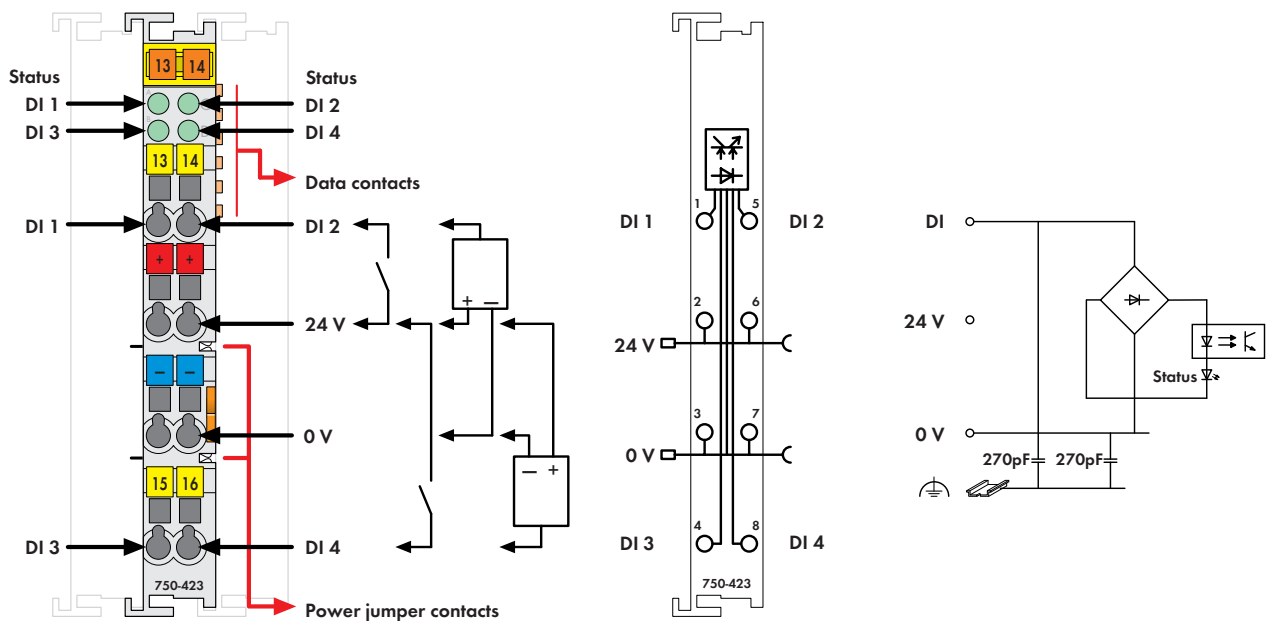 13 14
Status
Status
DI 1
DI 2
DI 3
DI 4
13 14
Data contacts
DI 1
DI 2
+ +
+ –
24 V
– –
0 V
– +
15 16
DI 3
DI 4
750-423
Power jumper contacts
1 5
DI 1
DI 2
2 6
24 V
3 7
0 V
4 8
DI 3
DI 4
750-423
DI
24 V
Status
0 V
270pF 270pF